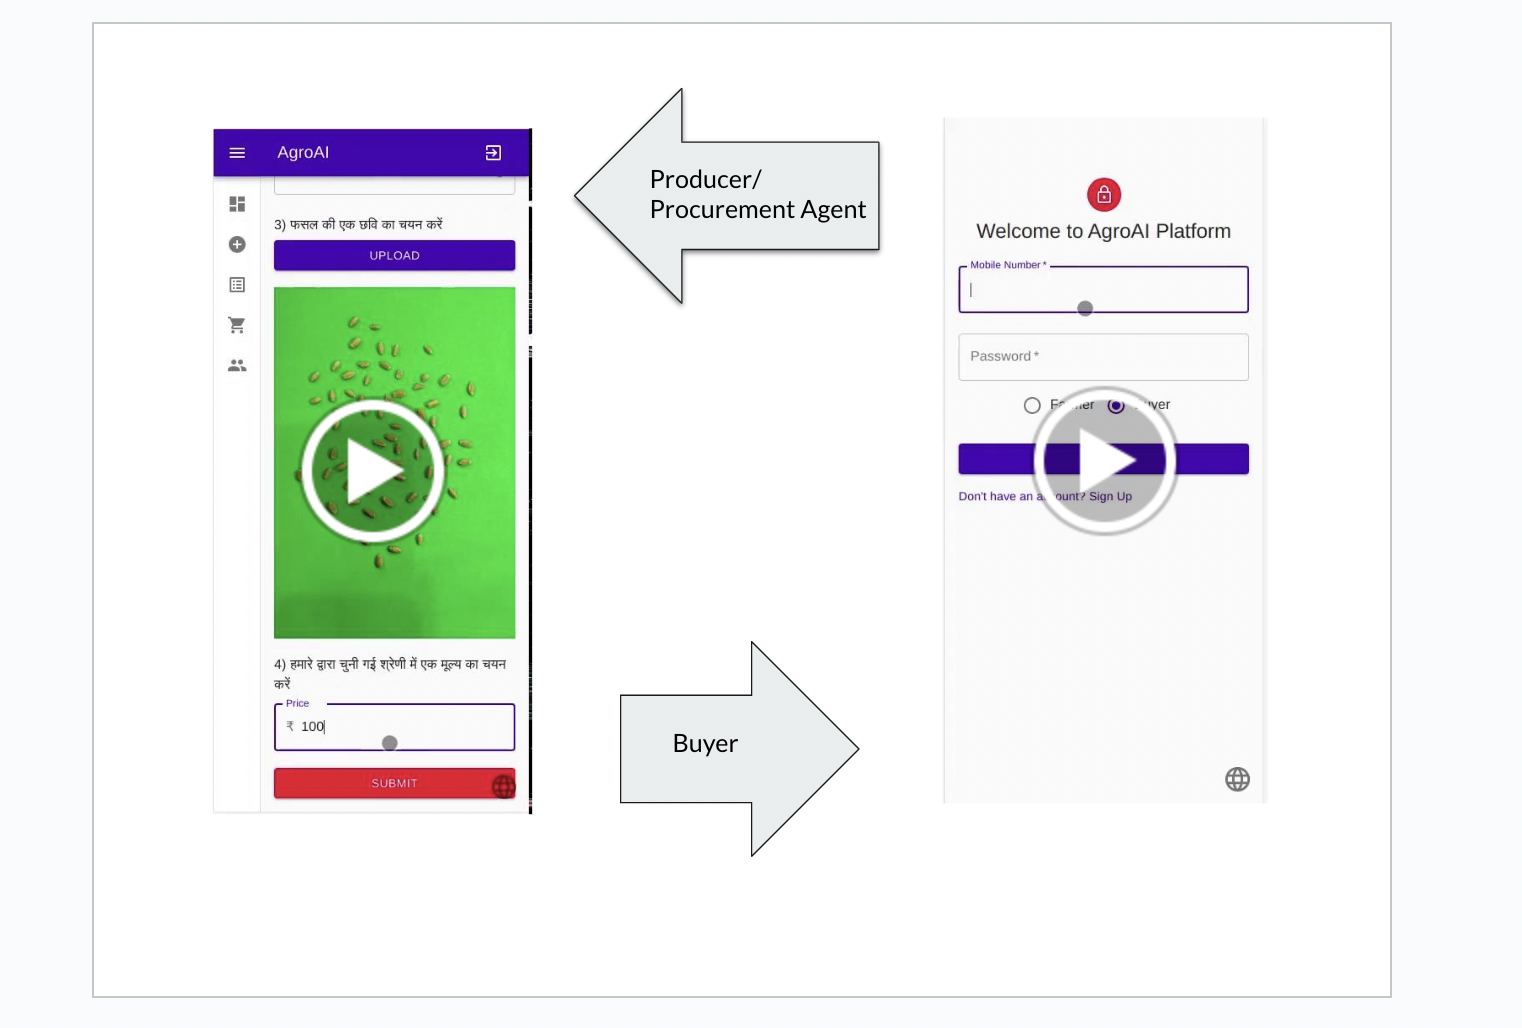 AgroAI
3) फसल की एक छवि का चयन करें
UPLOAD
4) हमारे द्वारा चुनी गई श्रेणी में एक मूल्य का चयन
करें
Price
₹ 100
SUBMIT
Producer/
Procurement Agent
Buyer
Welcome to AgroAI Platform
Mobile Number *
Password *
Don't have an account? Sign Up